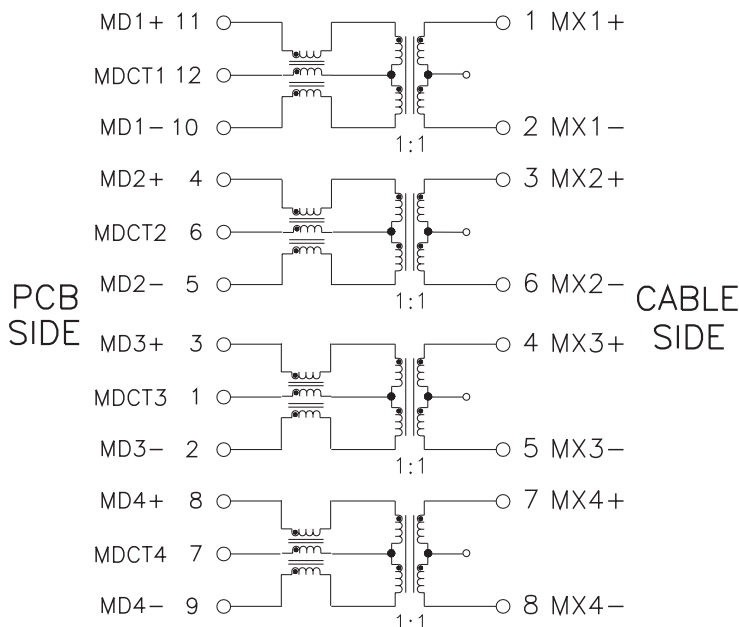 MD1+ 11
1 MX1+
MDCT1 12
MD1- 10
2 MX1-
1:1
MD2+ 4
3 MX2+
MDCT2 6
MD2- 5
6 MX2-
1:1
PCB
SIDE
CABLE
SIDE
MD3+ 3
4 MX3+
MDCT3 1
MD3- 2
5 MX3-
1:1
MD4+ 8
7 MX4+
MDCT4 7
MD4- 9
8 MX4-
1:1